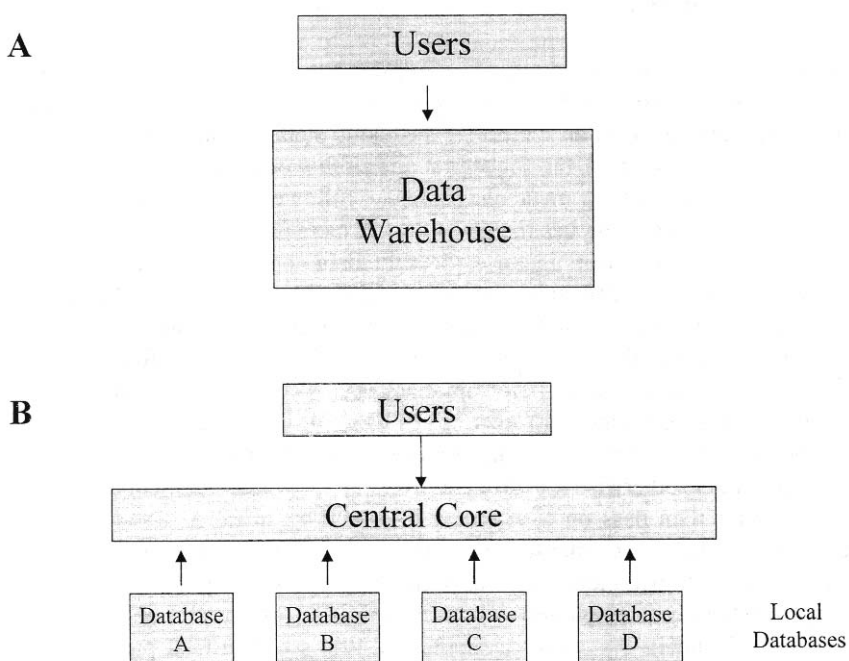 A
Users
Data
Warehouse
B
Users
Central Core
Database
A
Database
B
Database
C
Database
D
Local
Databases